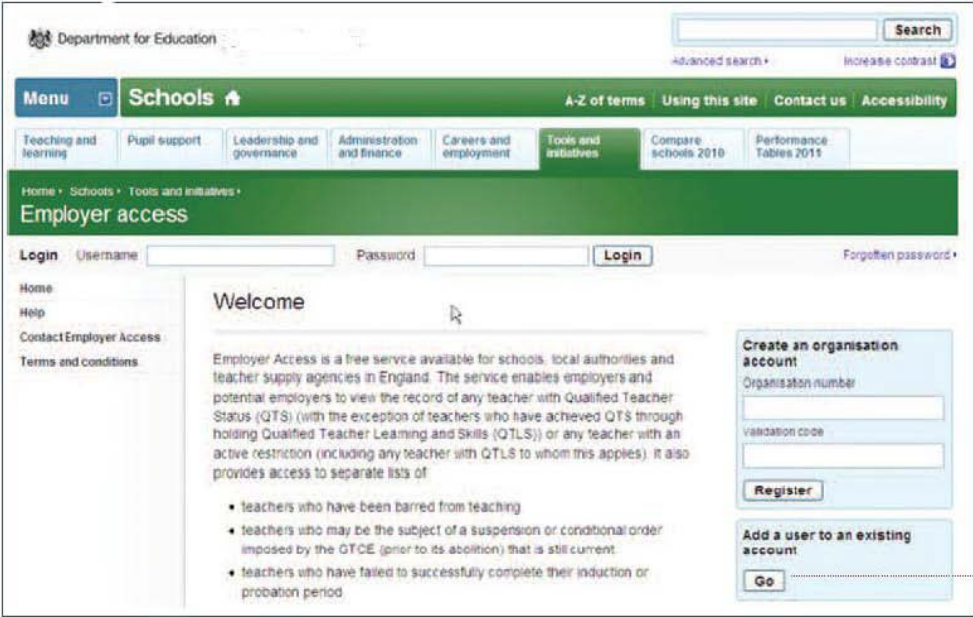 Department for Education
Search
Advanced search
Increase contrast
Menu
Schools
A-Z of terms
Using this site
Contact us
Accessibility
Teaching and learning
Pupil support
Leadership and governance
Administration and finance
Careers and employment
Tools and initiatives
Compare schools 2010
Performance Tables 2011
Home Schools Tools and initiatives
Employer access
Login Username Password Login Forgotten password
Home
Help
Contact Employer Access
Terms and conditions
Welcome
Employer Access is a free service available for schools, local authorities and
teacher supply agencies in England. The service enables employers and
potential employers to view the record of any teacher with Qualified Teacher
Status (QTS) (with the exception of teachers who have achieved QTS through
holding Qualified Teacher Learning and Skills (QTLS)) or any teacher with an
active restriction (including any teacher with QTLS to whom this applies). It also
provides access to separate lists of
• teachers who have been barred from teaching
• teachers who may be the subject of a suspension or conditional order
imposed by the GTCE (prior to its abolition) that is still current
• teachers who have failed to successfully complete their induction or
probation period
Create an organisation
account
Organisation number
Validation code
Register
Add a user to an existing
account
Go